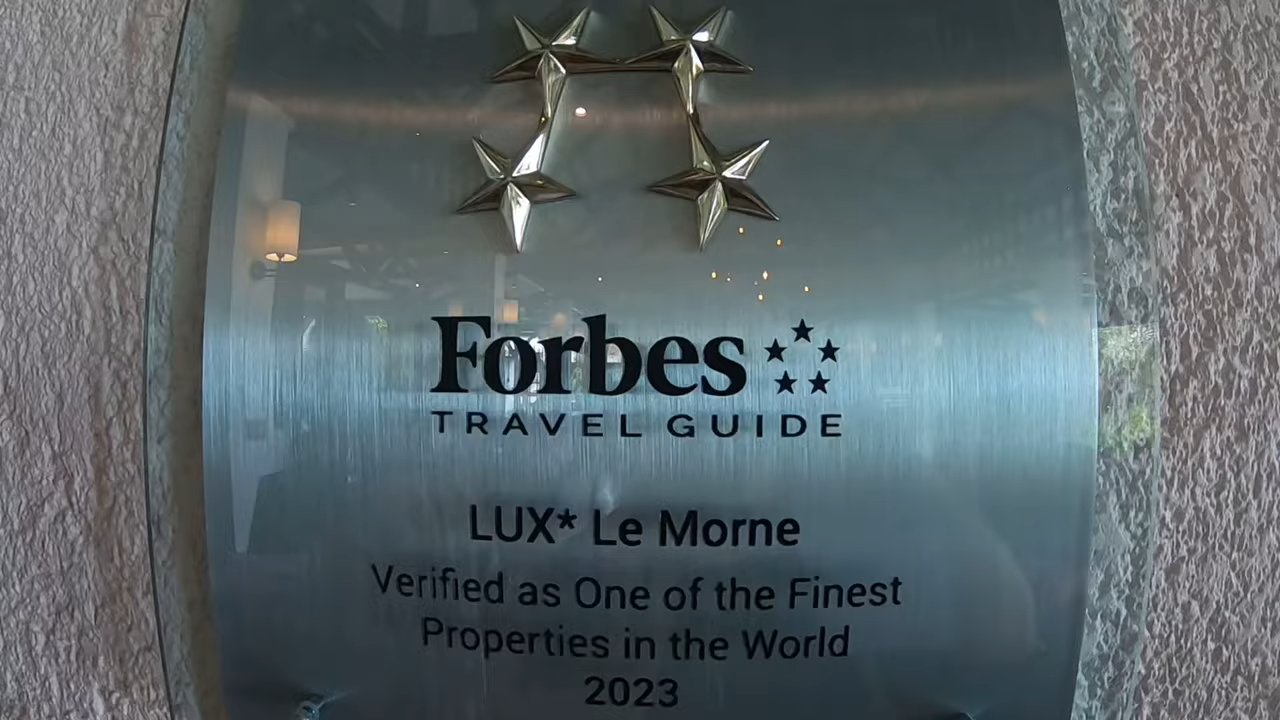 Forbes
TRAVEL GUIDE
LUX* Le Morne
Verified as One of the Finest
Properties in the World
2023